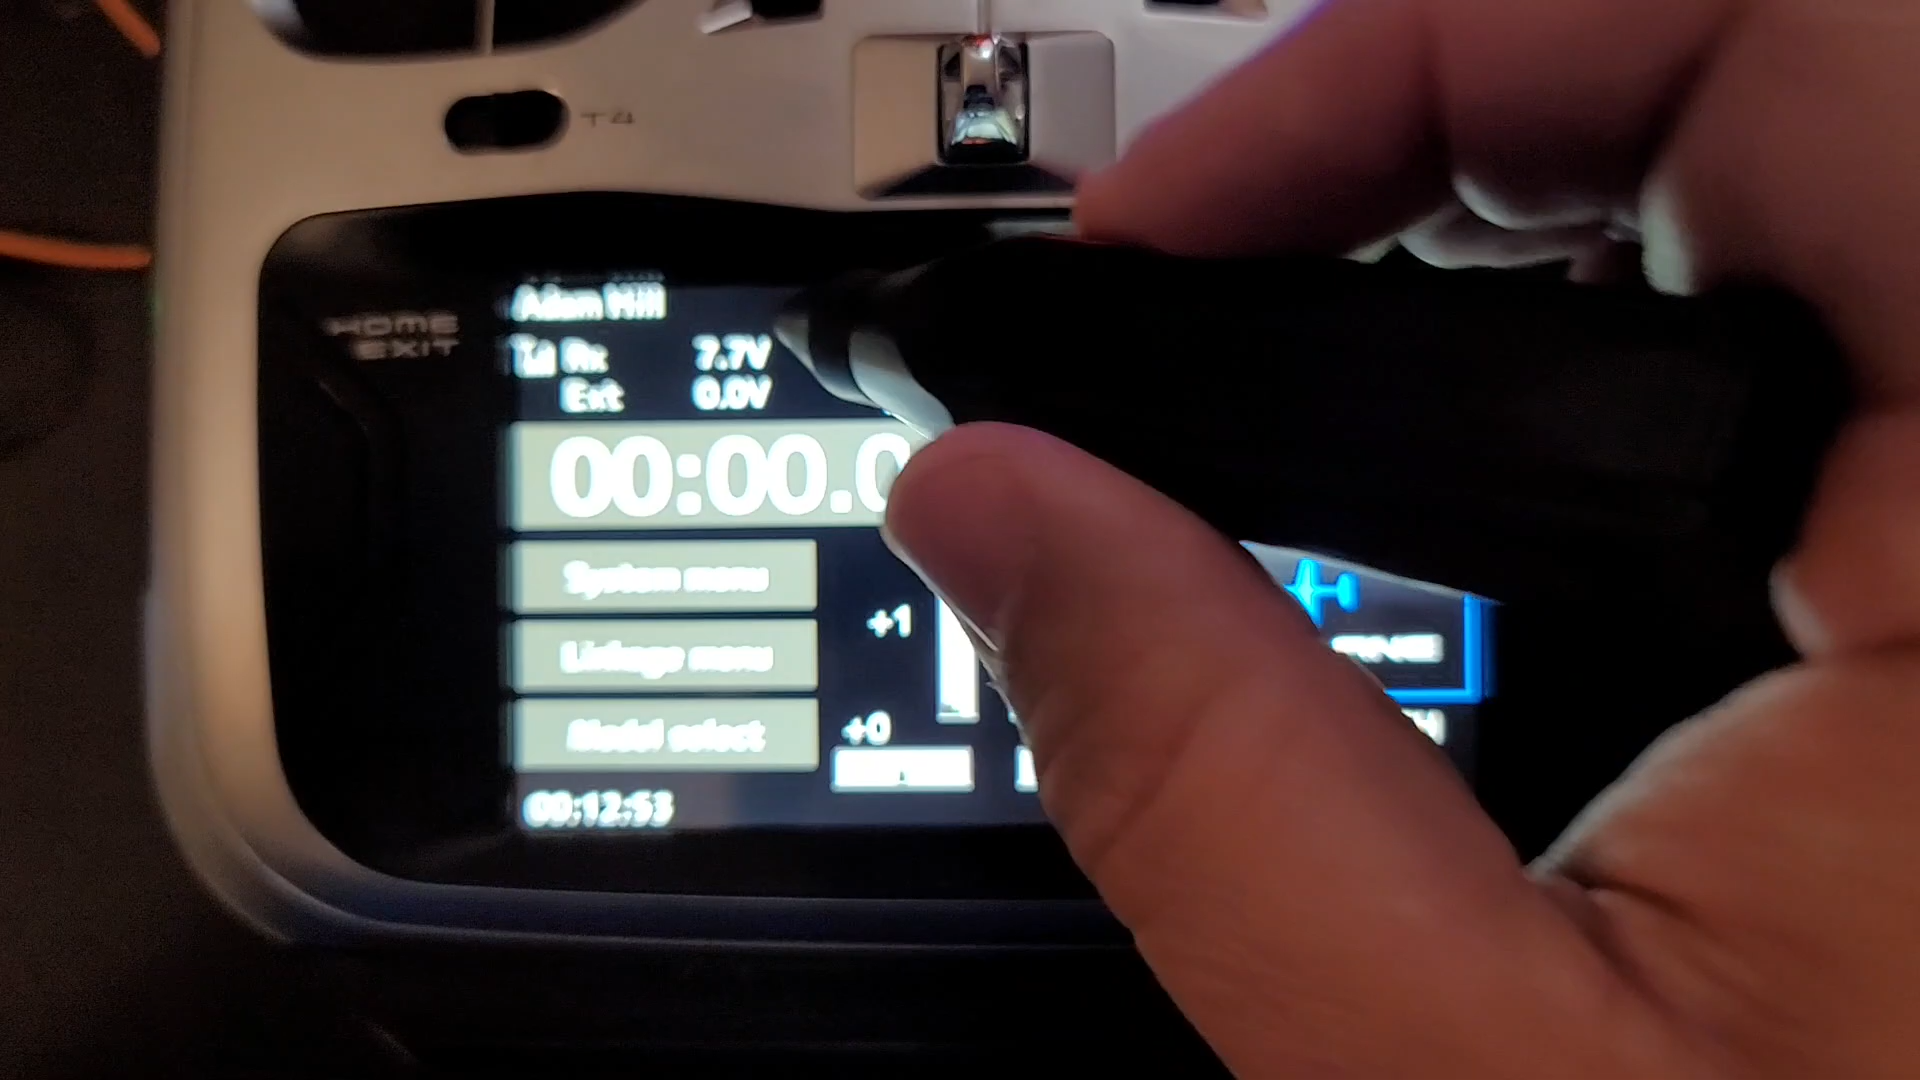 T4
HOME
EXIT
Adam Hill
Rx 7.7V
Ext 0.0V
00:00.0
System menu
Linkage menu
Model select
+1
+0
00:12:53